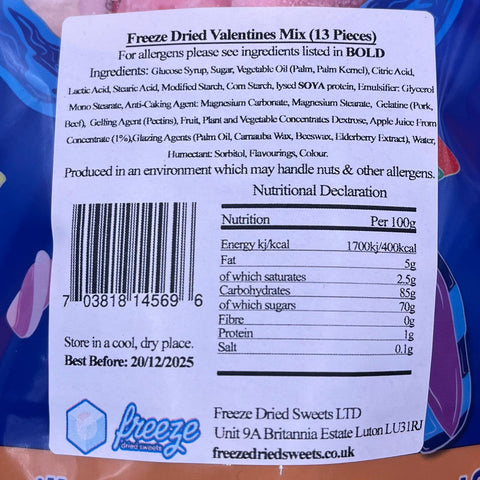 Freeze Dried Valentines Mix (13 Pieces)
For allergens please see ingredients listed in BOLD
Ingredients: Glucose Syrup, Sugar, Vegetable Oil (Palm, Palm Kernel), Citric Acid,
Lactic Acid, Stearic Acid, Modified Starch, Corn Starch, lysed SOYA protein, Emulsifier: Glycerol
Mono Stearate, Anti-Caking Agent: Magnesium Carbonate, Magnesium Stearate, Gelatine (Pork,
Beef), Gelling Agent (Pectins), Fruit, Plant and Vegetable Concentrates Dextrose, Apple Juice From
Concentrate (1%),Glazing Agents (Palm Oil, Carnauba Wax, Beeswax, Elderberry Extract), Water,
Humectant: Sorbitol, Flavourings, Colour.
Produced in an environment which may handle nuts & other allergens.
Nutritional Declaration
Nutrition Per 100g
Energy kj/kcal 1700kj/400kcal
Fat 5g
of which saturates 2.5g
Carbohydrates 85g
of which sugars 70g
Fibre 0g
Protein 1g
Salt 0.1g
7 03818 14569 6
Store in a cool, dry place.
Best Before: 20/12/2025
freeze
dried sweets
Freeze Dried Sweets LTD
Unit 9A Britannia Estate Luton LU31RJ
freezedriedsweets.co.uk